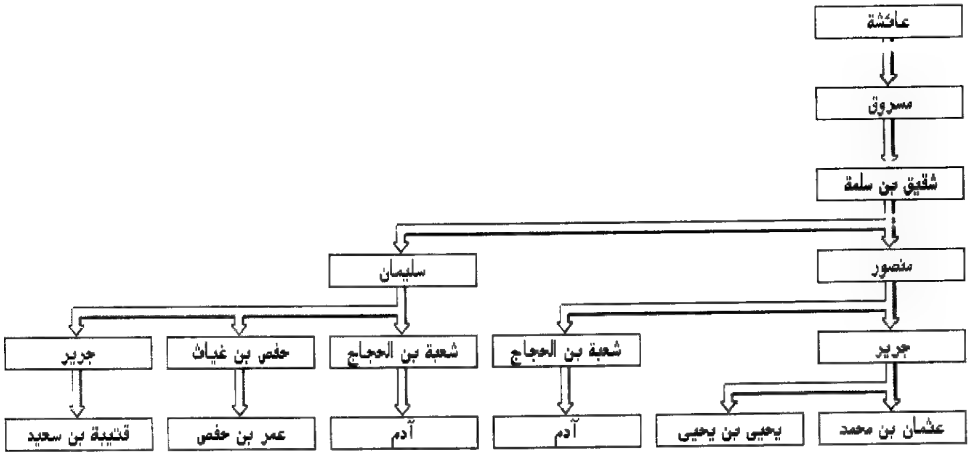 عائشة
مسروق
شقيق بن سلمة
منصور
سليمان
جرير
شعبة بن الحجاج
شعبة بن الحجاج
حفص بن غياث
جرير
عثمان بن محمد
يحيى بن يحيى
آدم
آدم
عمر بن حفص
قتيبة بن سعيد